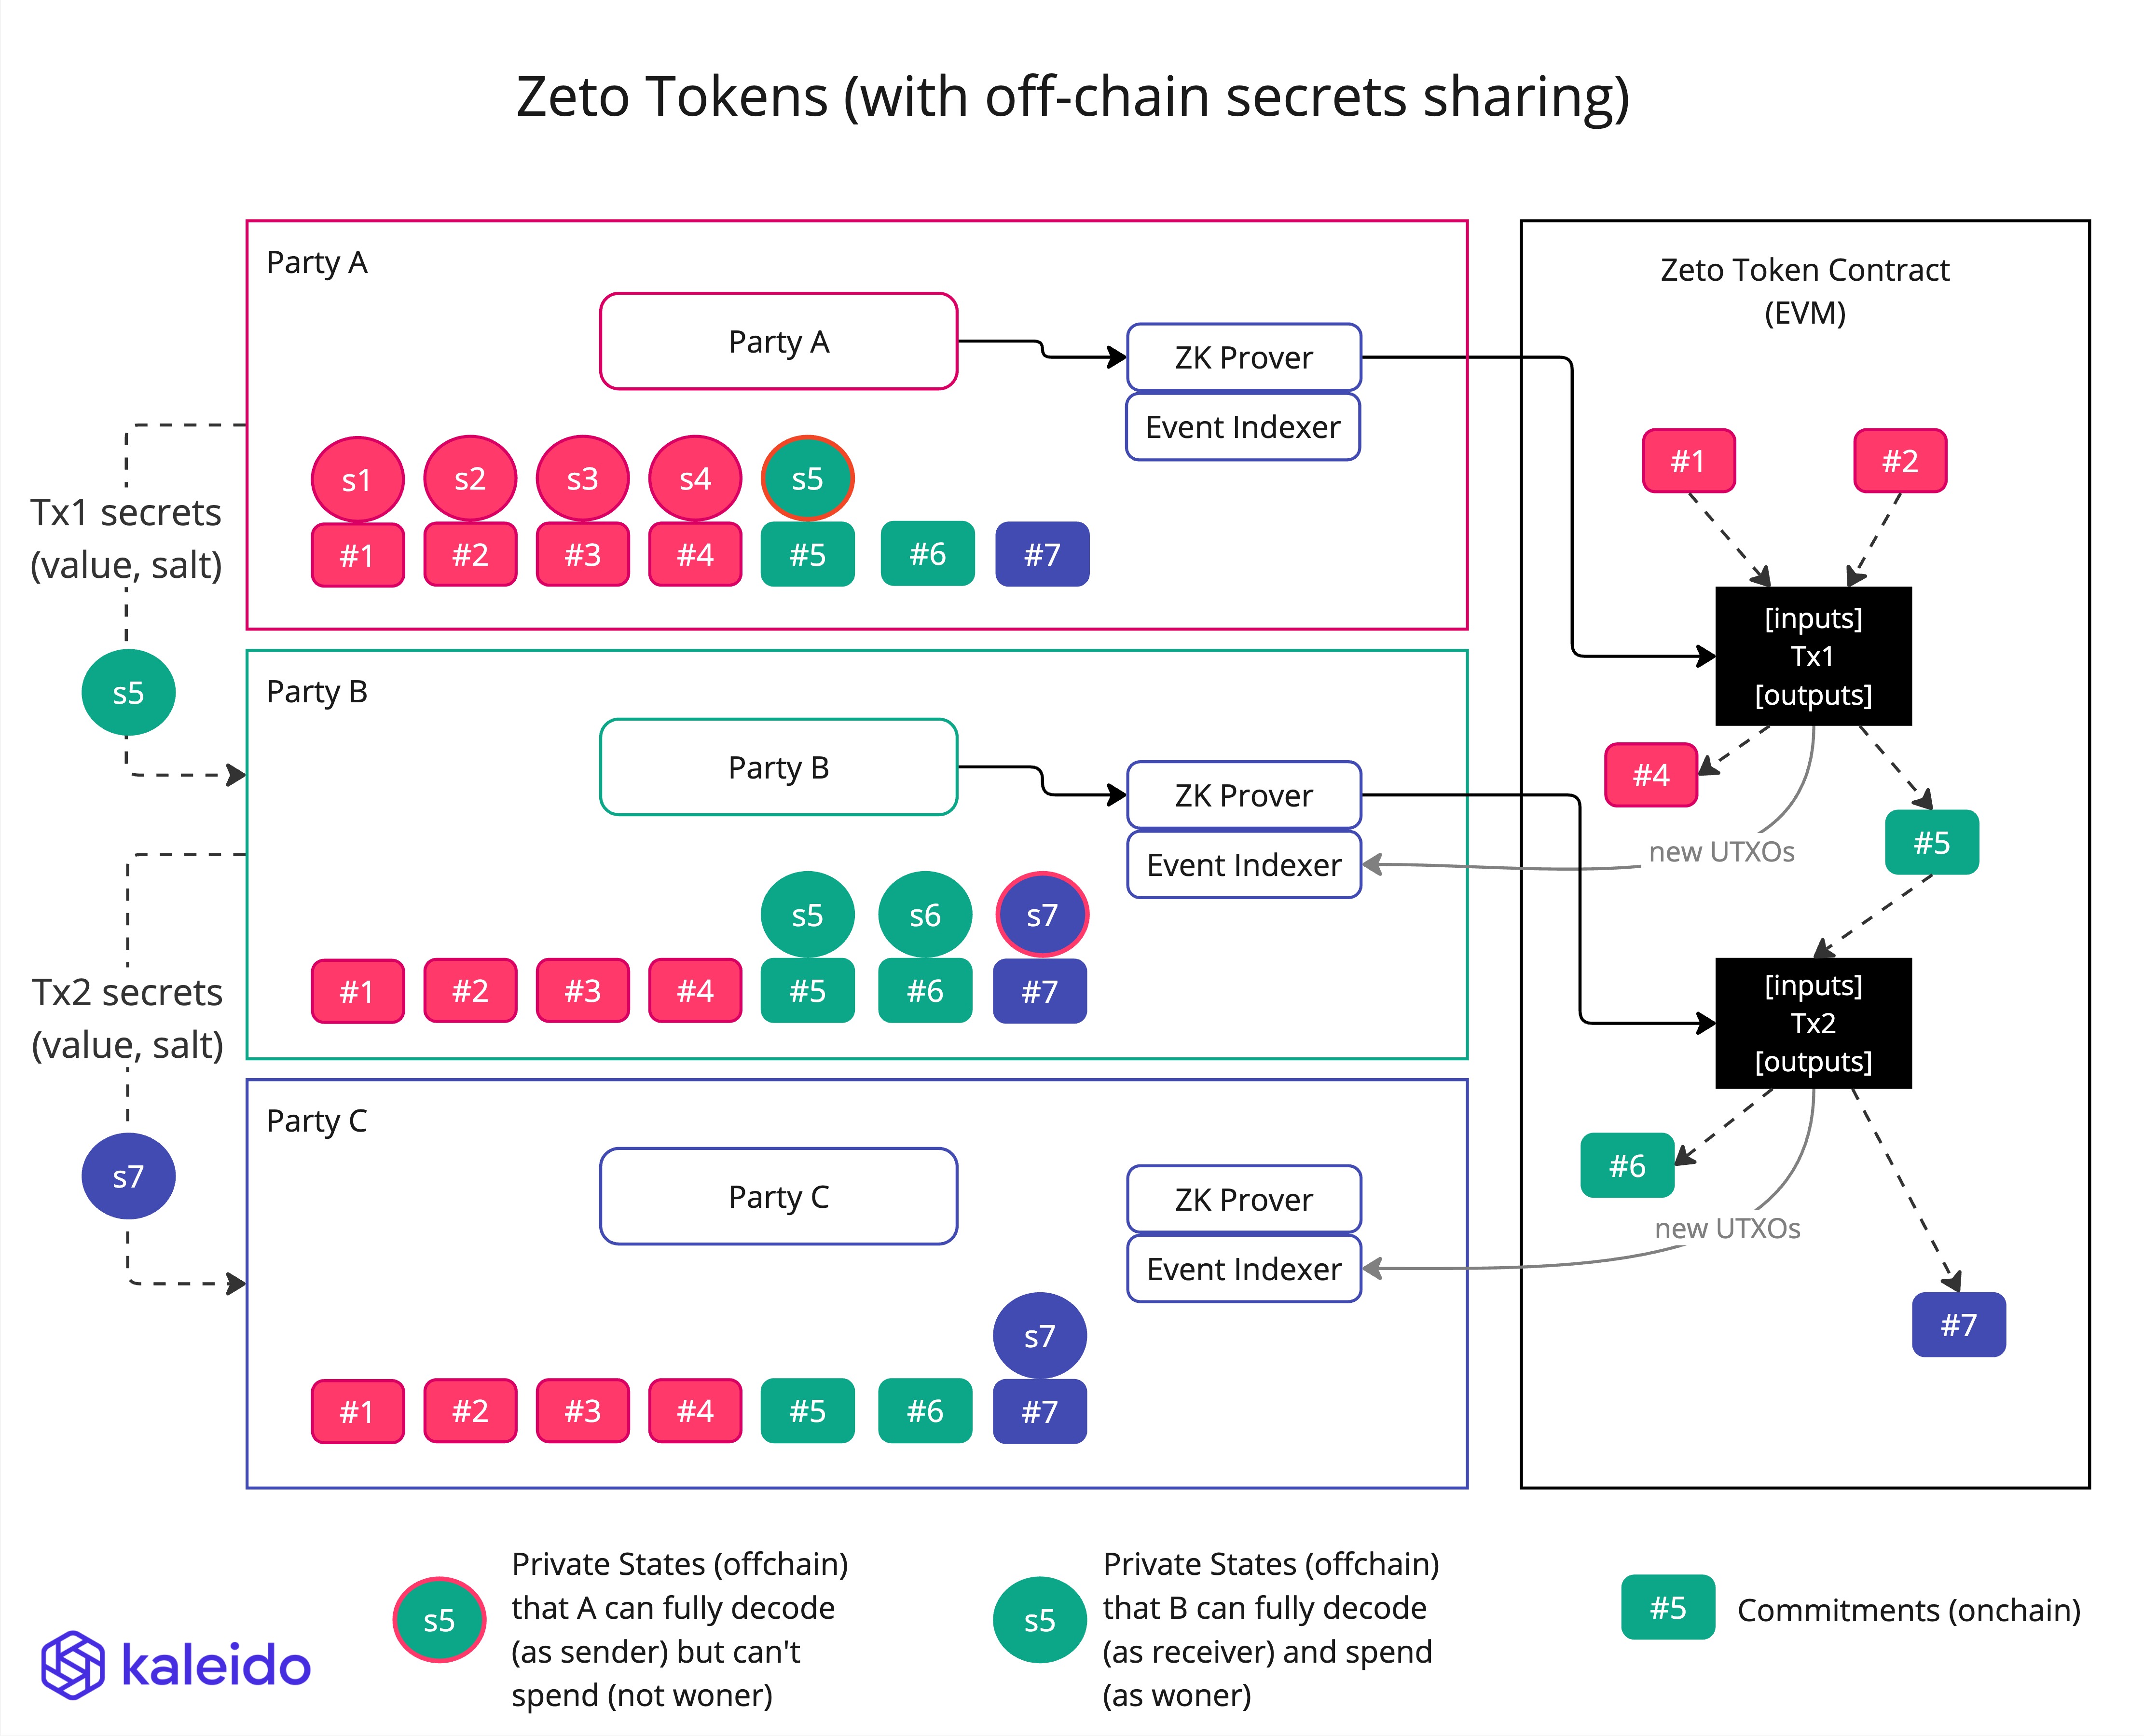 Zeto Tokens (with off-chain secrets sharing)
Party A
Party A
ZK Prover
Event Indexer
s1
s2
s3
s4
s5
#1
#2
#3
#4
#5
#6
#7
Tx1 secrets
(value, salt)
s5
Party B
Party B
ZK Prover
Event Indexer
s5
s6
s7
#1
#2
#3
#4
#5
#6
#7
Tx2 secrets
(value, salt)
s7
Party C
Party C
ZK Prover
Event Indexer
s7
#1
#2
#3
#4
#5
#6
#7
Zeto Token Contract
(EVM)
#1
#2
[inputs]
Tx1
[outputs]
#4
new UTXOs
#5
[inputs]
Tx2
[outputs]
#6
new UTXOs
#7
kaleido
s5
Private States (offchain)
that A can fully decode
(as sender) but can't
spend (not woner)
s5
Private States (offchain)
that B can fully decode
(as receiver) and spend
(as woner)
#5
Commitments (onchain)